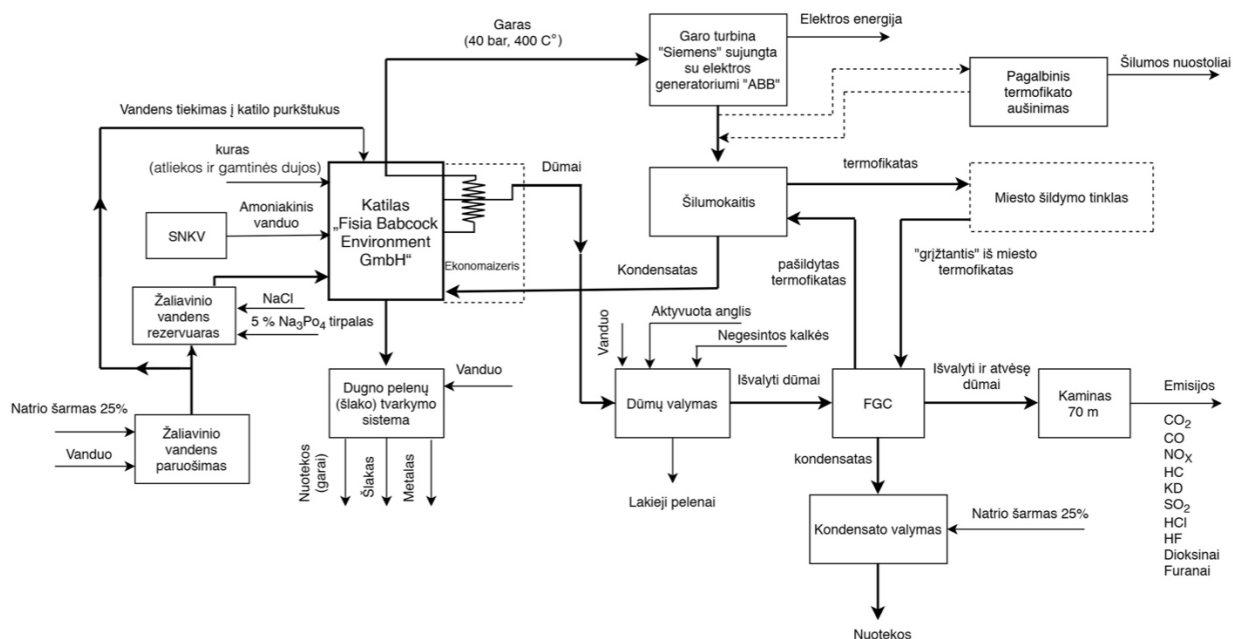 Garas
(40 bar, 400 C°)
Garo turbina
"Siemens" sujungta
su elektros
generatoriumi "ABB"
Elektros energija
Pagalbinis
termofikato
aušinimas
Šilumos nuostoliai
Vandens tiekimas į katilo purkštukus
kuras
(atliekos ir gamtinės dujos)
Amoniakinis
vanduo
SNKV
Katilas
„Fisia Babcock
Environment
GmbH“
Ekonomaizeris
Dūmai
Šilumokaitis
termofikatas
Miesto šildymo tinklas
Kondensatas
pašildytas
termofikatas
"grįžtantis" iš miesto
termofikatas
Žaliavinio
vandens
rezervuaras
NaCl
5 % Na₃Po₄ tirpalas
Natrio šarmas 25%
Vanduo
Žaliavinio
vandens
paruošimas
Dugno pelenų
(šlako) tvarkymo
sistema
Vanduo
Nuotekos
(garai)
Šlakas
Metalas
Vanduo
Aktyvuota anglis
Negesintos kalkės
Dūmų valymas
Lakieji pelenai
Išvalyti dūmai
FGC
Išvalyti ir atvėsę
dūmai
Kaminas
70 m
Emisijos
CO₂
CO
NOₓ
HC
KD
SO₂
HCl
HF
Dioksinai
Furanai
kondensatas
Kondensato valymas
Natrio šarmas 25%
Nuotekos